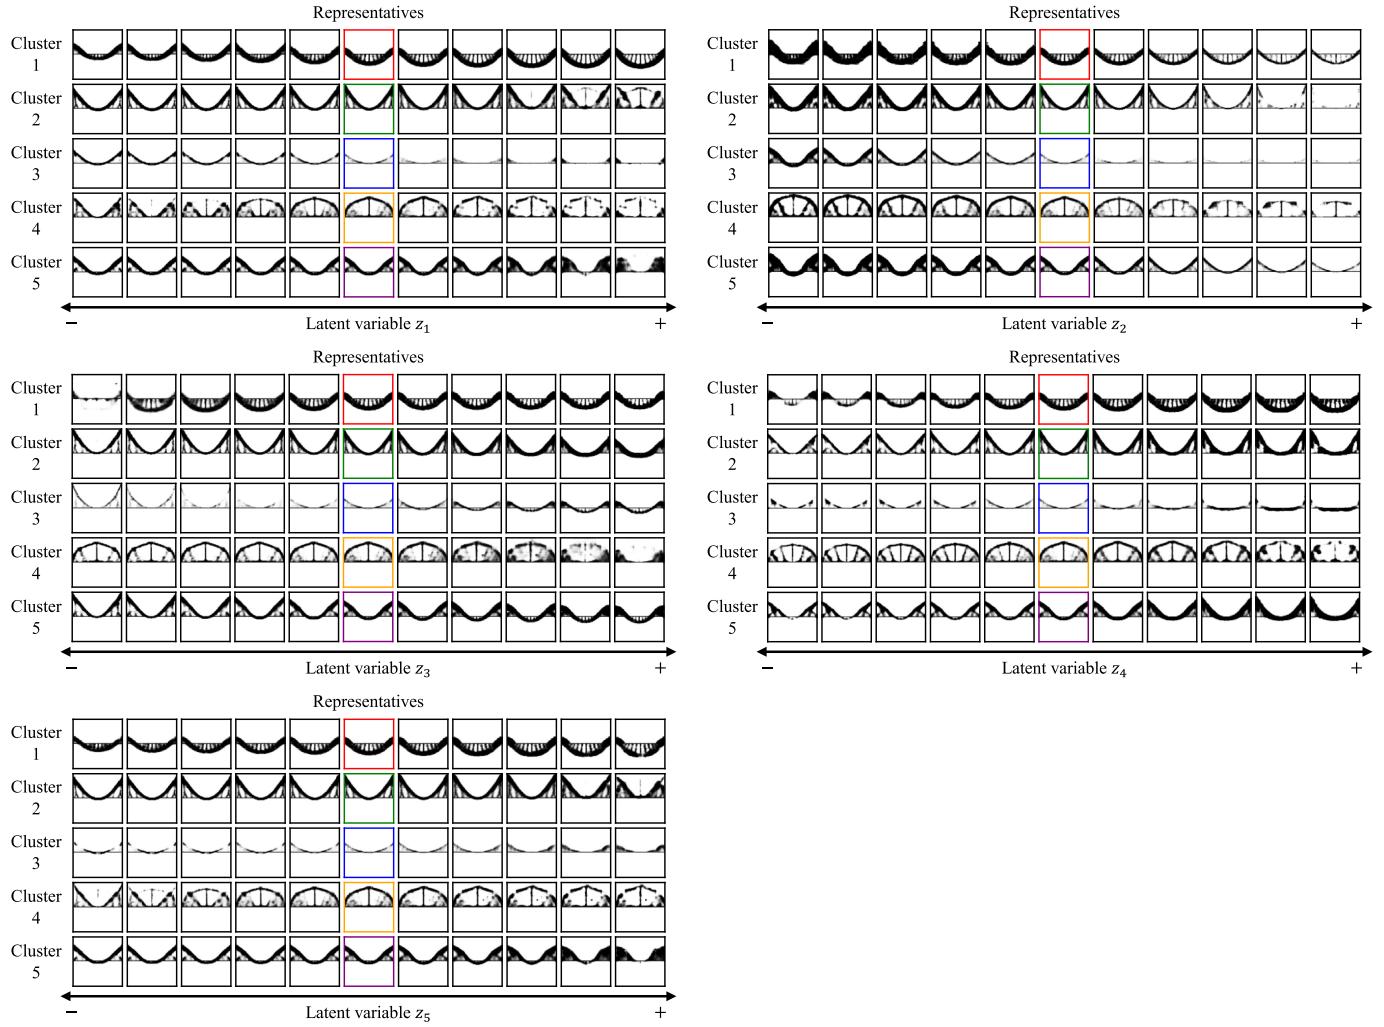 Representatives
Cluster
1
Cluster
2
Cluster
3
Cluster
4
Cluster
5
−
Latent variable z₁
+
Representatives
Cluster
1
Cluster
2
Cluster
3
Cluster
4
Cluster
5
−
Latent variable z₂
+
Representatives
Cluster
1
Cluster
2
Cluster
3
Cluster
4
Cluster
5
−
Latent variable z₃
+
Representatives
Cluster
1
Cluster
2
Cluster
3
Cluster
4
Cluster
5
−
Latent variable z₄
+
Representatives
Cluster
1
Cluster
2
Cluster
3
Cluster
4
Cluster
5
−
Latent variable z₅
+